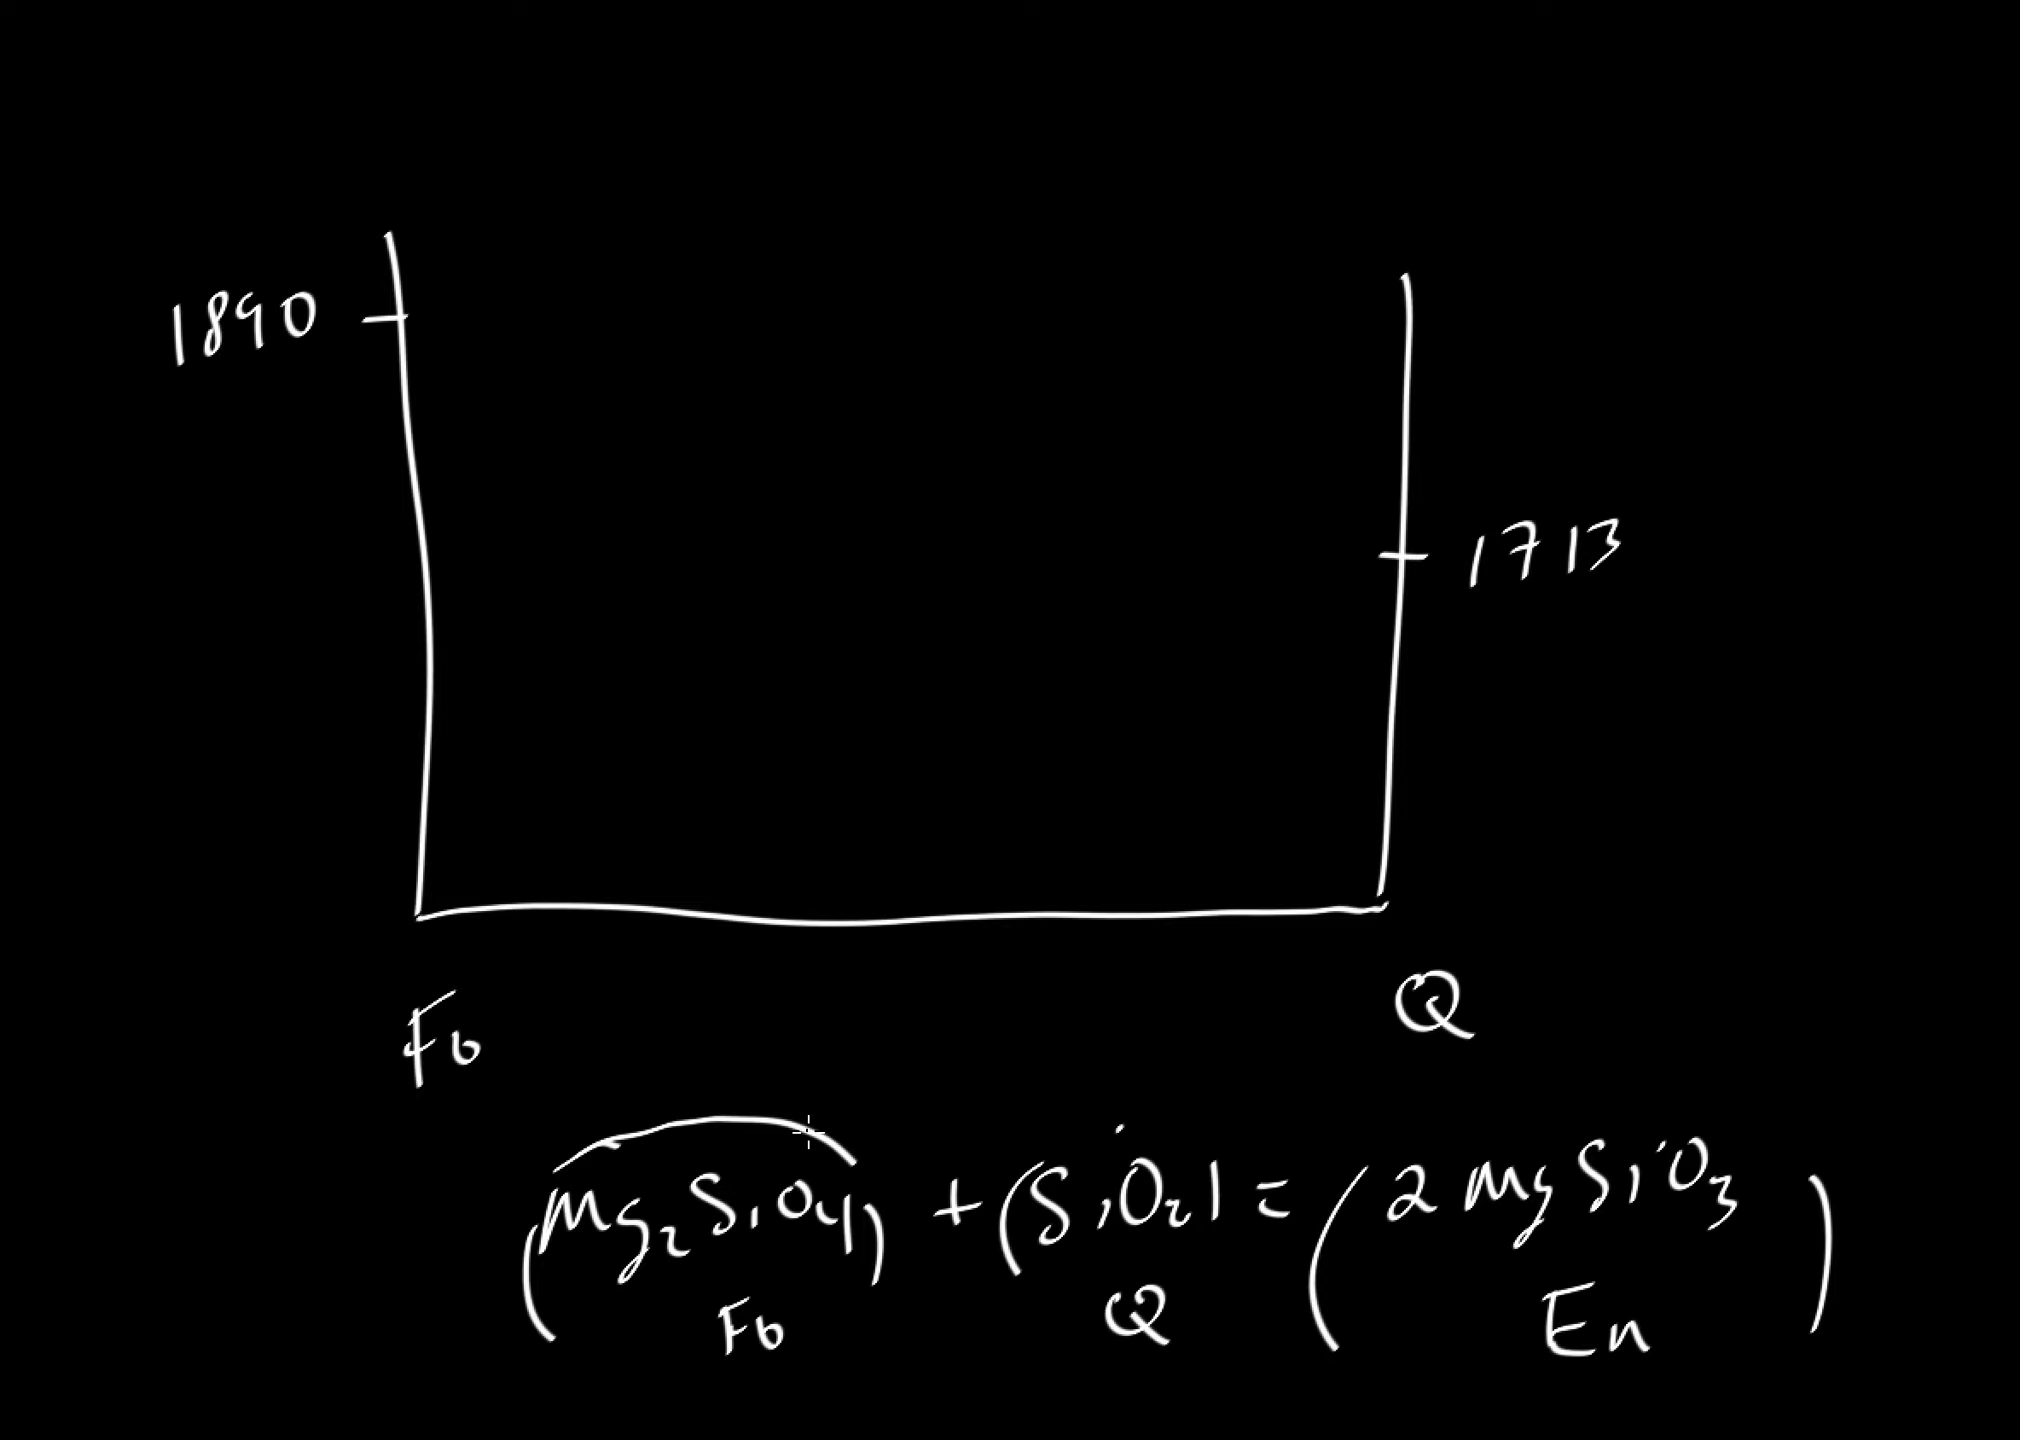 1890
1713
Fo
Q
(Mg₂SiO₄) + (SiO₂) = (2MgSiO₃)
Fo Q En